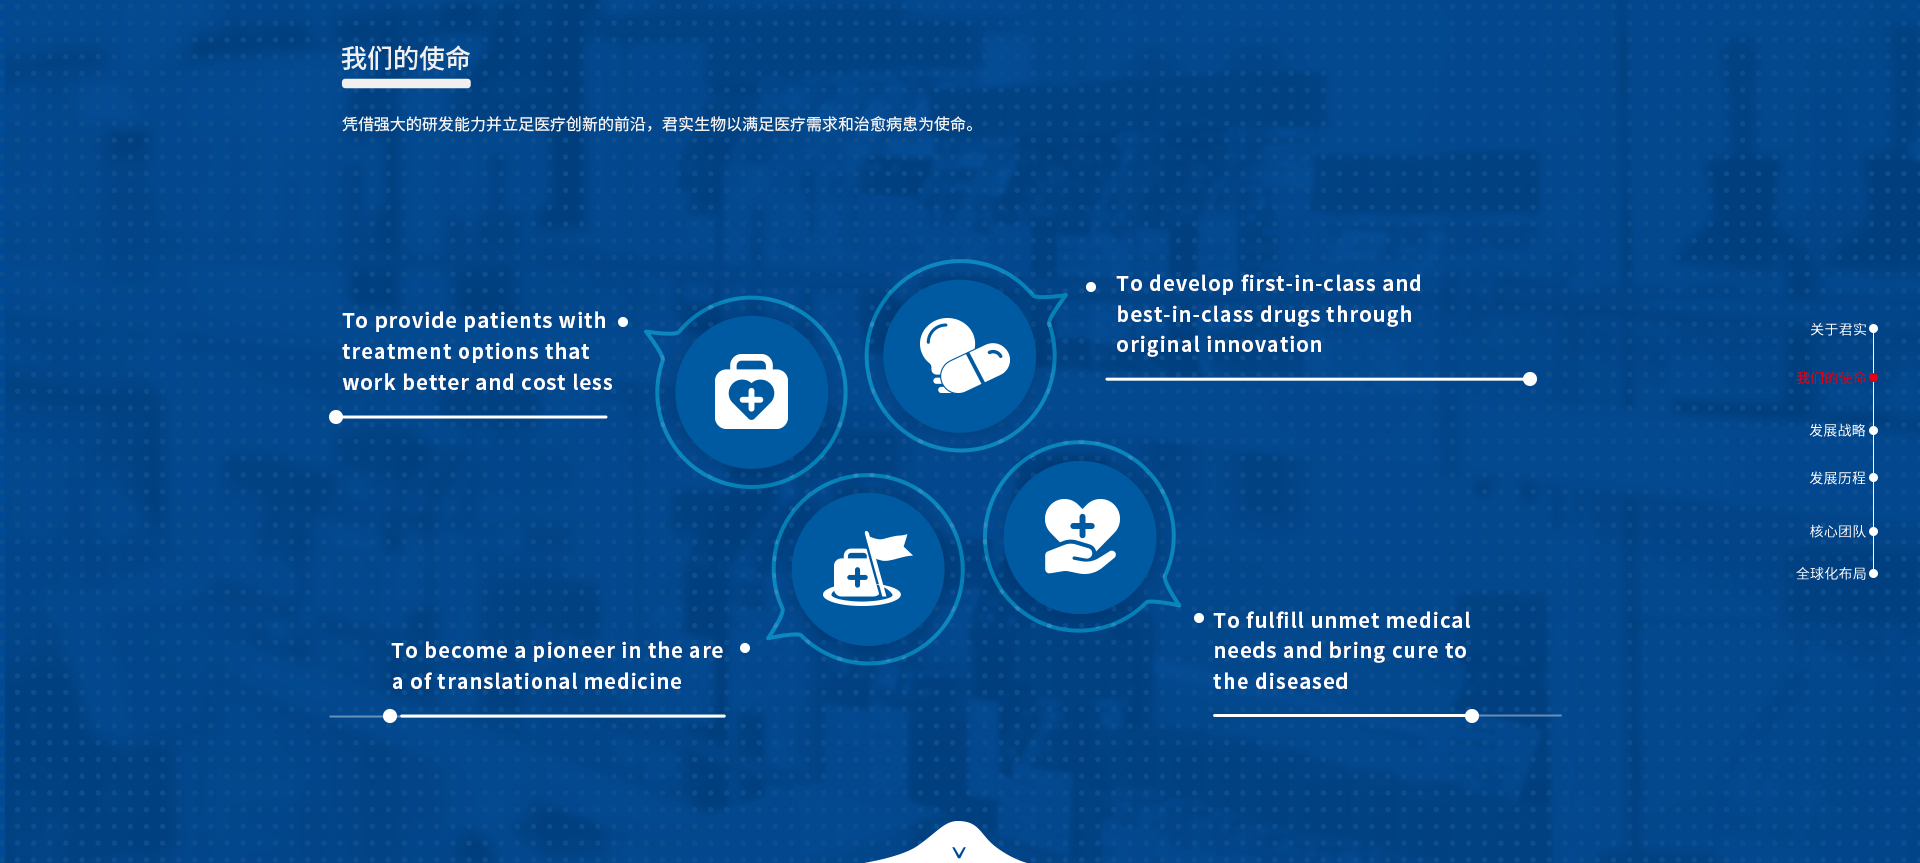 我们的使命
凭借强大的研发能力并立足医疗创新的前沿，君实生物以满足医疗需求和治愈病患为使命。
To develop first-in-class and
best-in-class drugs through
original innovation
To provide patients with
treatment options that
work better and cost less
关于君实
我们的使命
发展战略
发展历程
核心团队
全球化布局
To fulfill unmet medical
needs and bring cure to
the diseased
To become a pioneer in the are
a of translational medicine